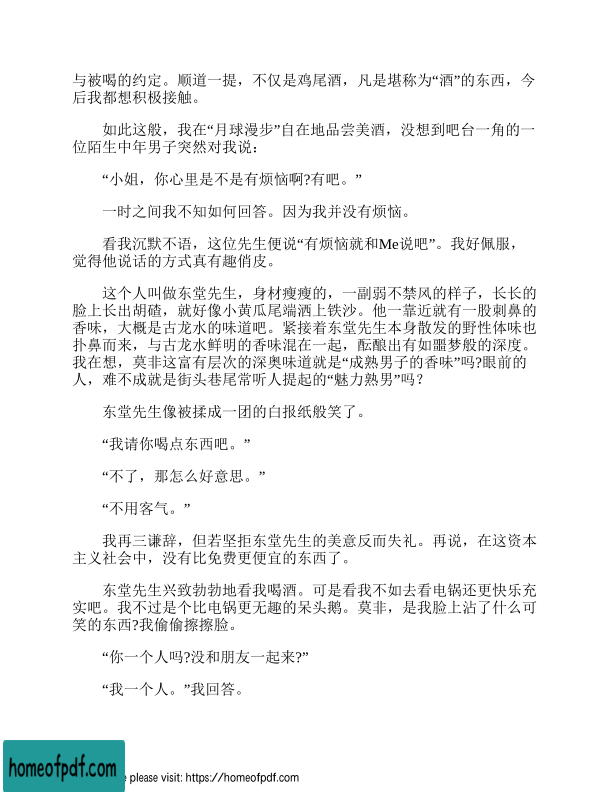 与被喝的约定。顺道一提，不仅是鸡尾酒，凡是堪称为“酒”的东西，今
后我都想积极接触。
如此这般，我在“月球漫步”自在地品尝美酒，没想到吧台一角的一
位陌生中年男子突然对我说：
“小姐，你心里是不是有烦恼啊?有吧。”
一时之间我不知如何回答。因为我并没有烦恼。
看我沉默不语，这位先生便说“有烦恼就和Me说吧”。我好佩服，
觉得他说话的方式真有趣俏皮。
这个人叫做东堂先生，身材瘦瘦的，一副弱不禁风的样子，长长的
脸上长出胡碴，就好像小黄瓜尾端洒上铁沙。他一靠近就有一股刺鼻的
香味，大概是古龙水的味道吧。紧接着东堂先生本身散发的野性体味也
扑鼻而来，与古龙水鲜明的香味混在一起，酝酿出有如噩梦般的深度。
我在想，莫非这富有层次的深奥味道就是“成熟男子的香味”吗?眼前的
人，难不成就是街头巷尾常听人提起的“魅力熟男”吗？
东堂先生像被揉成一团的白报纸般笑了。
“我请你喝点东西吧。”
“不了，那怎么好意思。”
“不用客气。”
我再三谦辞，但若坚拒东堂先生的美意反而失礼。再说，在这资本
主义社会中，没有比免费更便宜的东西了。
东堂先生兴致勃勃地看我喝酒。可是看我不如去看电锅还更快乐充
实吧。我不过是个比电锅更无趣的呆头鹅。莫非，是我脸上沾了什么可
笑的东西?我偷偷擦擦脸。
“你一个人吗?没和朋友一起来?”
“我一个人。”我回答。
homeofpdf.com
e please visit: https://homeofpdf.com